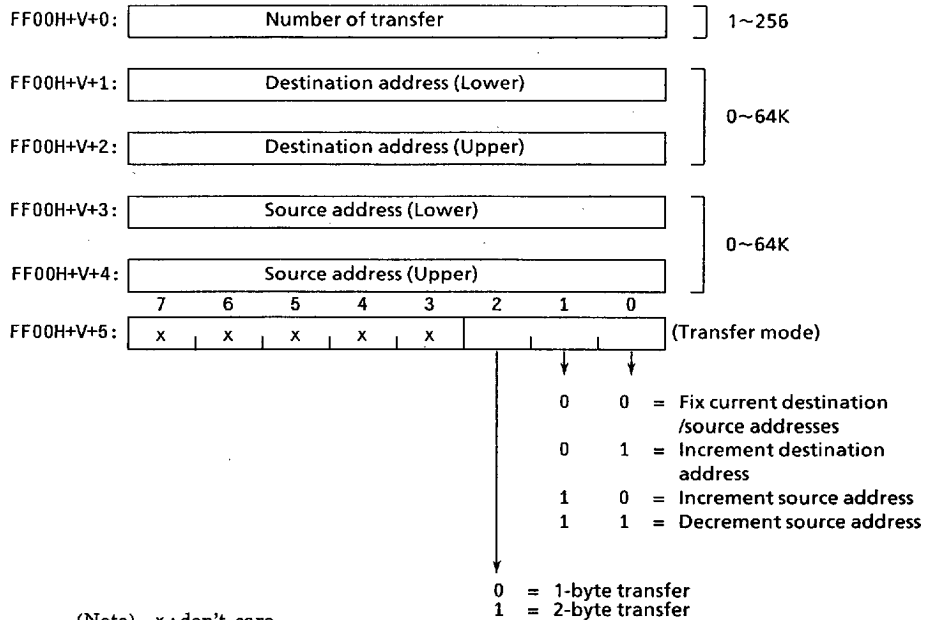 FF00H+V+0: Number of transfer 1~256
FF00H+V+1: Destination address (Lower)
0~64K
FF00H+V+2: Destination address (Upper)
FF00H+V+3: Source address (Lower)
0~64K
FF00H+V+4: Source address (Upper)
7 6 5 4 3 2 1 0
FF00H+V+5: x x x x x (Transfer mode)
0 0 = Fix current destination
/source addresses
0 1 = Increment destination
address
1 0 = Increment source address
1 1 = Decrement source address
0 = 1-byte transfer
1 = 2-byte transfer
(Note) x : don't care